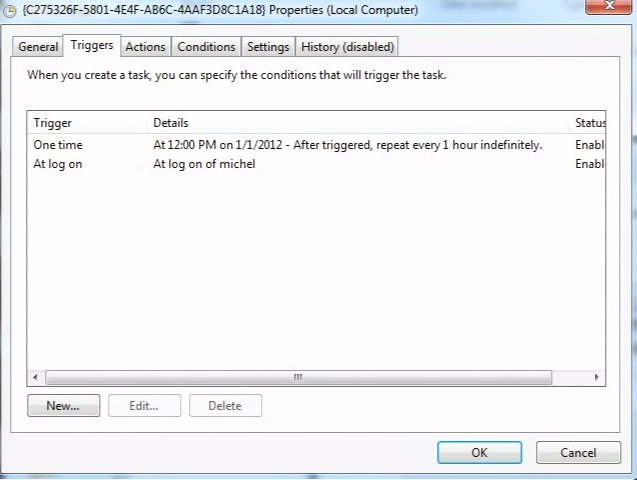 {C275326F-5801-4E4F-AB6C-4AAF3D8C1A18} Properties (Local Computer)
General Triggers Actions Conditions Settings History (disabled)
When you create a task, you can specify the conditions that will trigger the task.
Trigger Details Status
One time At 12:00 PM on 1/1/2012 - After triggered, repeat every 1 hour indefinitely. Enabl
At log on At log on of michel Enabl
New... Edit... Delete
OK Cancel